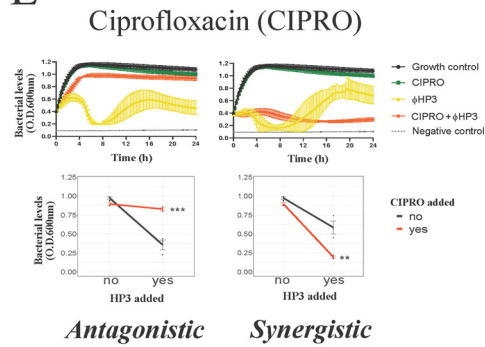 E
Ciprofloxacin (CIPRO)
Bacterial levels
(O.D.600nm)
1.4
1.2
1.0
0.8
0.6
0.4
0.2
0.0
0 4 8 12 16 20 24
Time (h)
1.4
1.2
1.0
0.8
0.6
0.4
0.2
0.0
0 4 8 12 16 20 24
Time (h)
Growth control
CIPRO
ϕHP3
CIPRO+ϕHP3
Negative control
Bacterial levels
(O.D.600nm)
1.25
1.00
0.75
0.50
0.25
0.00
***
no yes
HP3 added
1.25
1.00
0.75
0.50
0.25
0.00
**
no yes
HP3 added
CIPRO added
no
yes
Antagonistic Synergistic